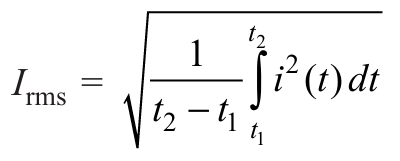 I_rms = √( 1/(t₂ − t₁) ∫_{t₁}^{t₂} i²(t) dt )